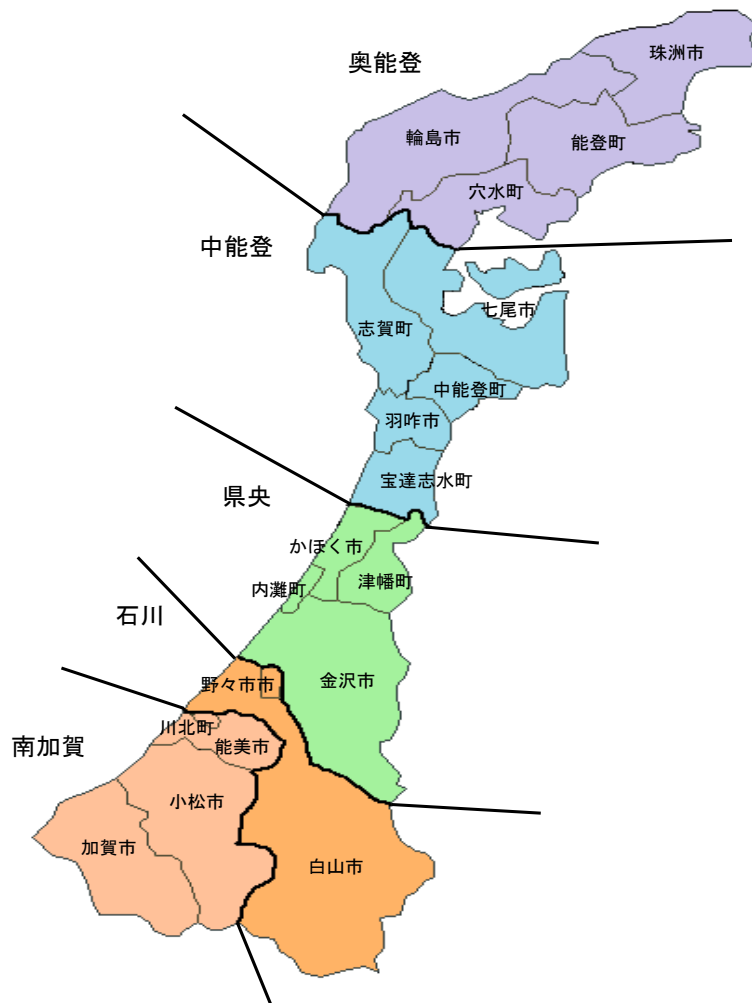 奥能登
珠洲市
輪島市
能登町
穴水町
中能登
七尾市
志賀町
中能登町
羽咋市
宝達志水町
県央
かほく市
津幡町
内灘町
石川
金沢市
野々市市
川北町
能美市
南加賀
小松市
加賀市
白山市